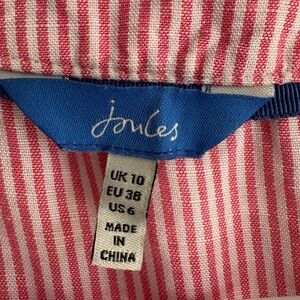 Joules
UK 10
EU 38
US 6
MADE
IN
CHINA